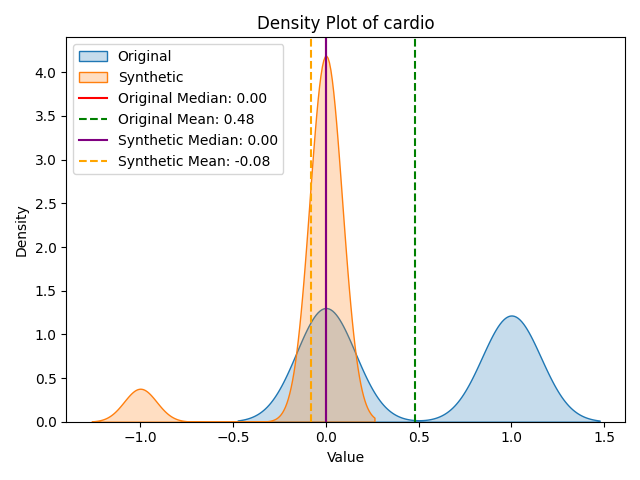 Density Plot of cardio
Original
Synthetic
Original Median: 0.00
Original Mean: 0.48
Synthetic Median: 0.00
Synthetic Mean: -0.08
Density
4.0
3.5
3.0
2.5
2.0
1.5
1.0
0.5
0.0
−1.0 −0.5 0.0 0.5 1.0 1.5
Value